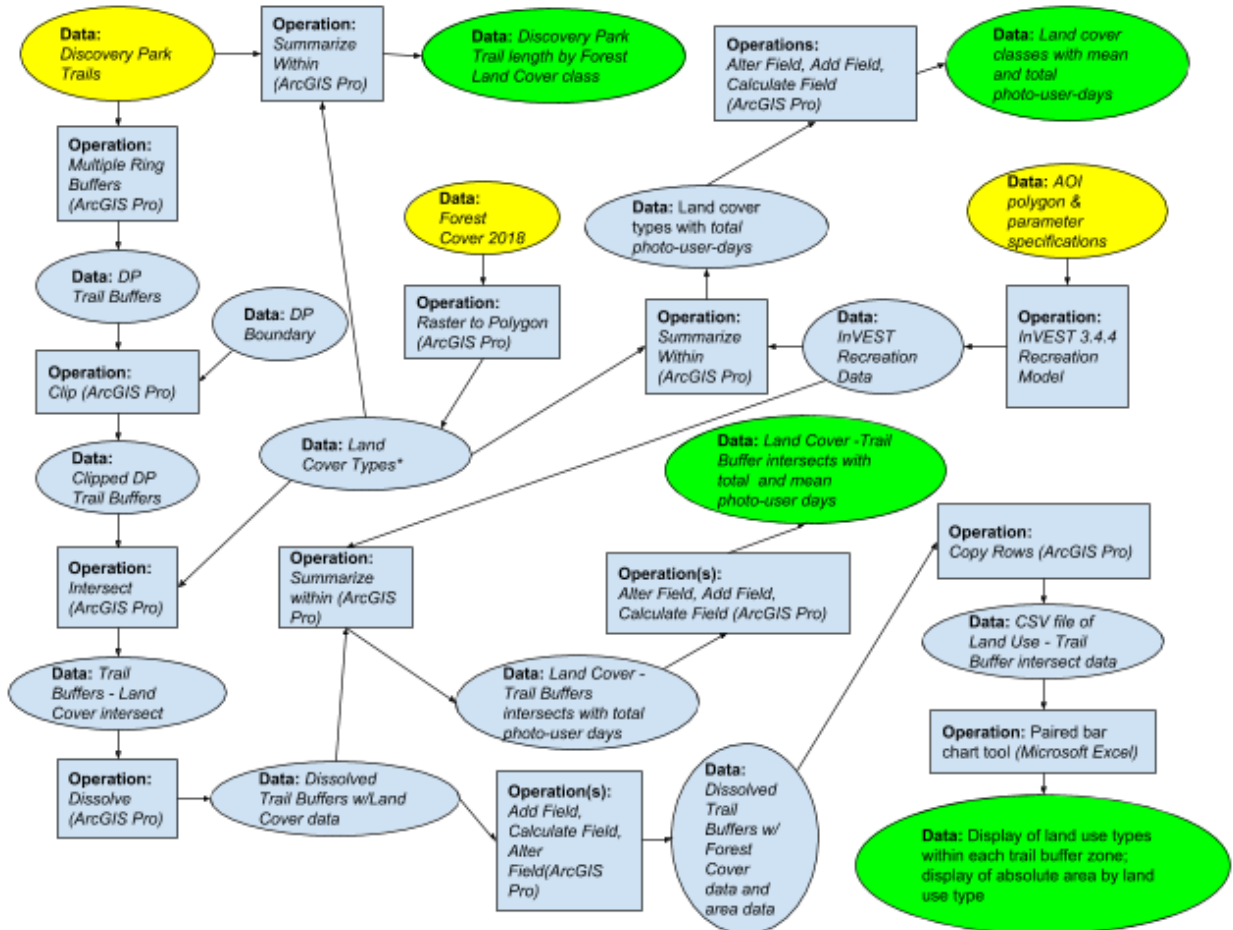 Data:
Discovery Park
Trails
Operation:
Summarize
Within
(ArcGIS Pro)
Data: Discovery Park
Trail length by Forest
Land Cover class
Operations:
Alter Field, Add Field,
Calculate Field
(ArcGIS Pro)
Data: Land cover
classes with mean
and total
photo-user-days
Operation:
Multiple Ring
Buffers
(ArcGIS Pro)
Data:
Forest
Cover 2018
Data: Land cover
types with total
photo-user-days
Data: AOI
polygon &
parameter
specifications
Data: DP
Trail Buffers
Data: DP
Boundary
Operation:
Raster to Polygon
(ArcGIS Pro)
Operation:
Summarize
Within
(ArcGIS Pro)
Data:
InVEST
Recreation
Data
Operation:
InVEST 3.4.4
Recreation
Model
Operation:
Clip (ArcGIS Pro)
Data: Land
Cover Types*
Data: Land Cover -Trail
Buffer intersects with
total and mean
photo-user days
Data:
Clipped DP
Trail Buffers
Operation:
Intersect
(ArcGIS Pro)
Operation:
Summarize
within (ArcGIS
Pro)
Operation(s):
Alter Field, Add Field,
Calculate Field (ArcGIS Pro)
Operation:
Copy Rows (ArcGIS Pro)
Data: CSV file of
Land Use - Trail
Buffer intersect data
Data: Trail
Buffers - Land
Cover intersect
Data: Land Cover -
Trail Buffers
intersects with total
photo-user days
Operation: Paired bar
chart tool (Microsoft Excel)
Operation:
Dissolve
(ArcGIS Pro)
Data: Dissolved
Trail Buffers w/Land
Cover data
Operation(s):
Add Field,
Calculate Field,
Alter
Field(ArcGIS
Pro)
Data:
Dissolved
Trail
Buffers w/
Forest
Cover
data and
area data
Data: Display of land use types
within each trail buffer zone;
display of absolute area by land
use type